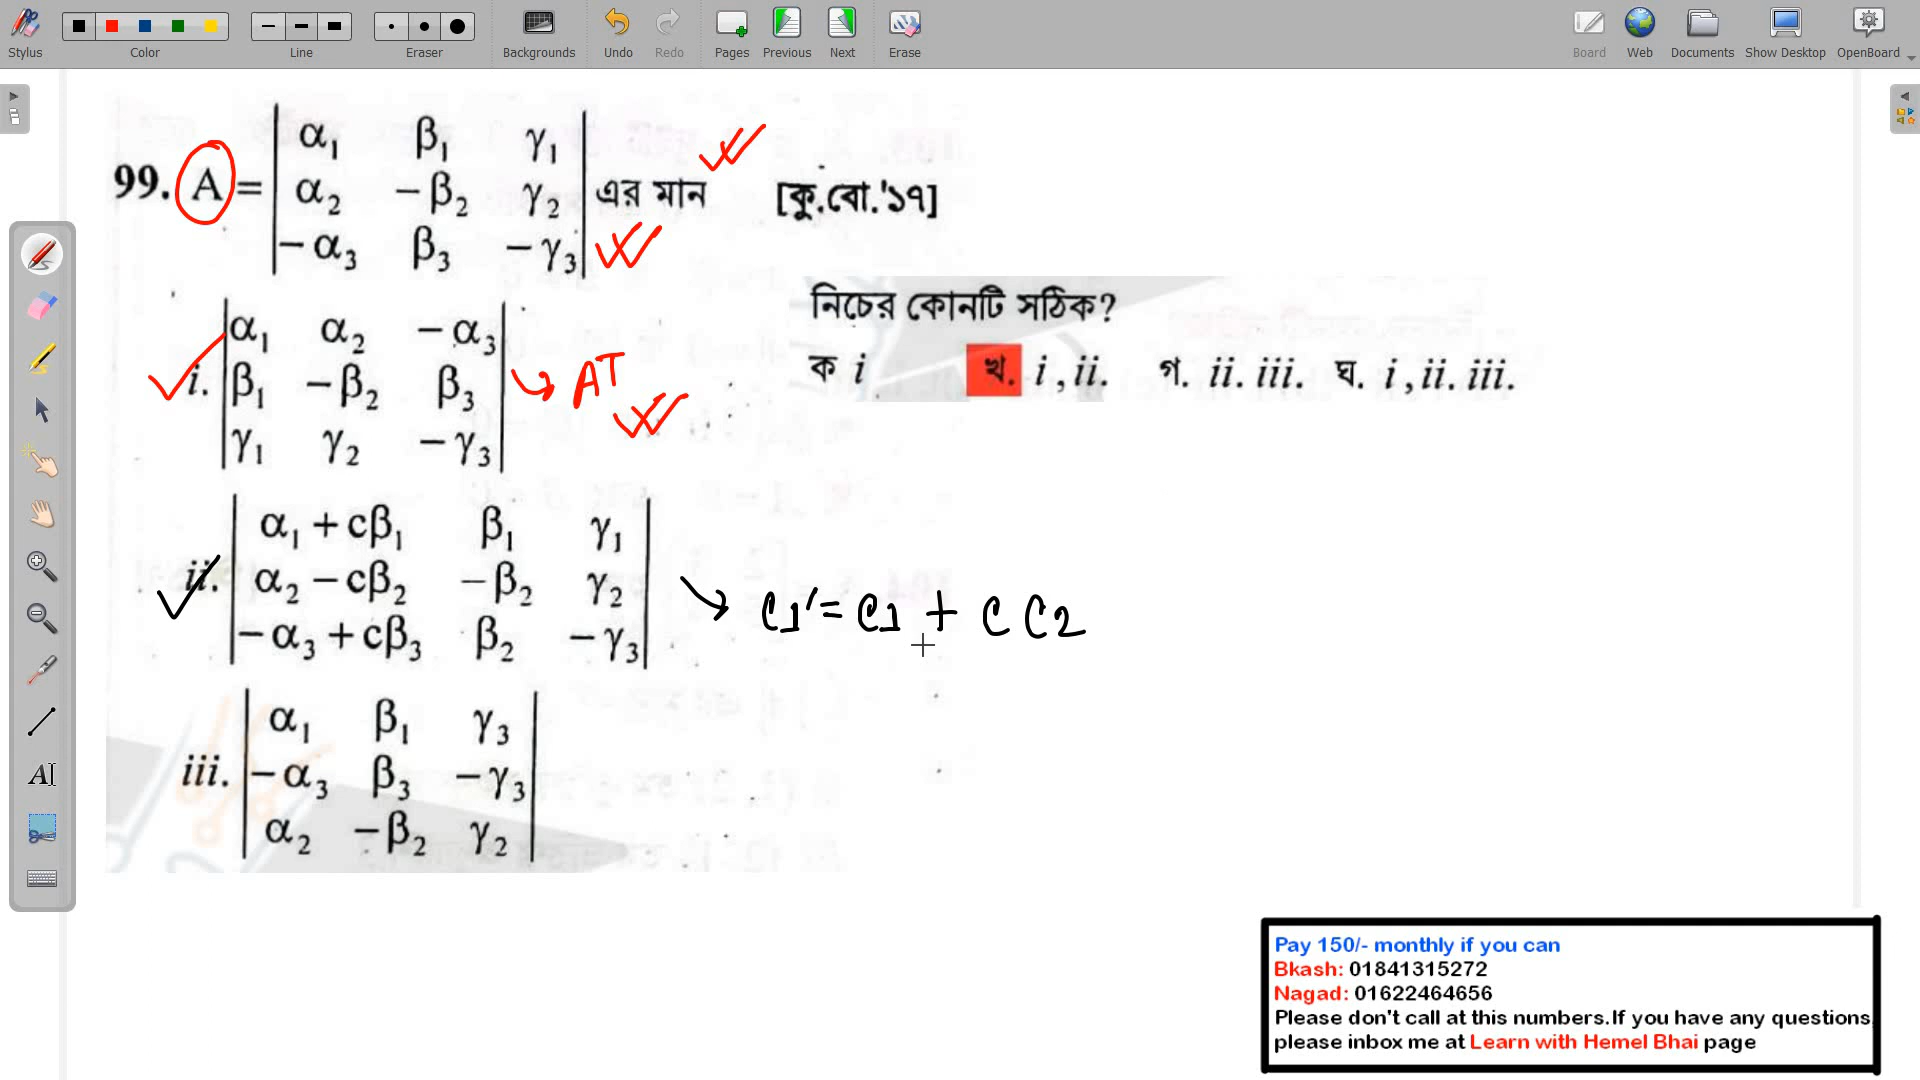 Stylus Color Line Eraser Backgrounds Undo Redo Pages Previous Next Erase Board Web Documents Show Desktop OpenBoard
99. A = | α₁ β₁ γ₁ |
| α₂ −β₂ γ₂ | এর মান [কু.বো.'১৭]
| −α₃ β₃ −γ₃ |
নিচের কোনটি সঠিক?
ক i খ. i ,ii. গ. ii. iii. ঘ. i ,ii. iii.
| α₁ α₂ −α₃ |
i. | β₁ −β₂ β₃ | → Aᵀ
| γ₁ γ₂ −γ₃ |
| α₁ + cβ₁ β₁ γ₁ |
ii. | α₂ − cβ₂ −β₂ γ₂ | → C₁' = C₁ + C C₂
| −α₃ + cβ₃ β₂ −γ₃ |
| α₁ β₁ γ₃ |
iii. | −α₃ β₃ −γ₃ |
| α₂ −β₂ γ₂ |
Pay 150/- monthly if you can
Bkash: 01841315272
Nagad: 01622464656
Please don't call at this numbers.If you have any questions
please inbox me at Learn with Hemel Bhai page